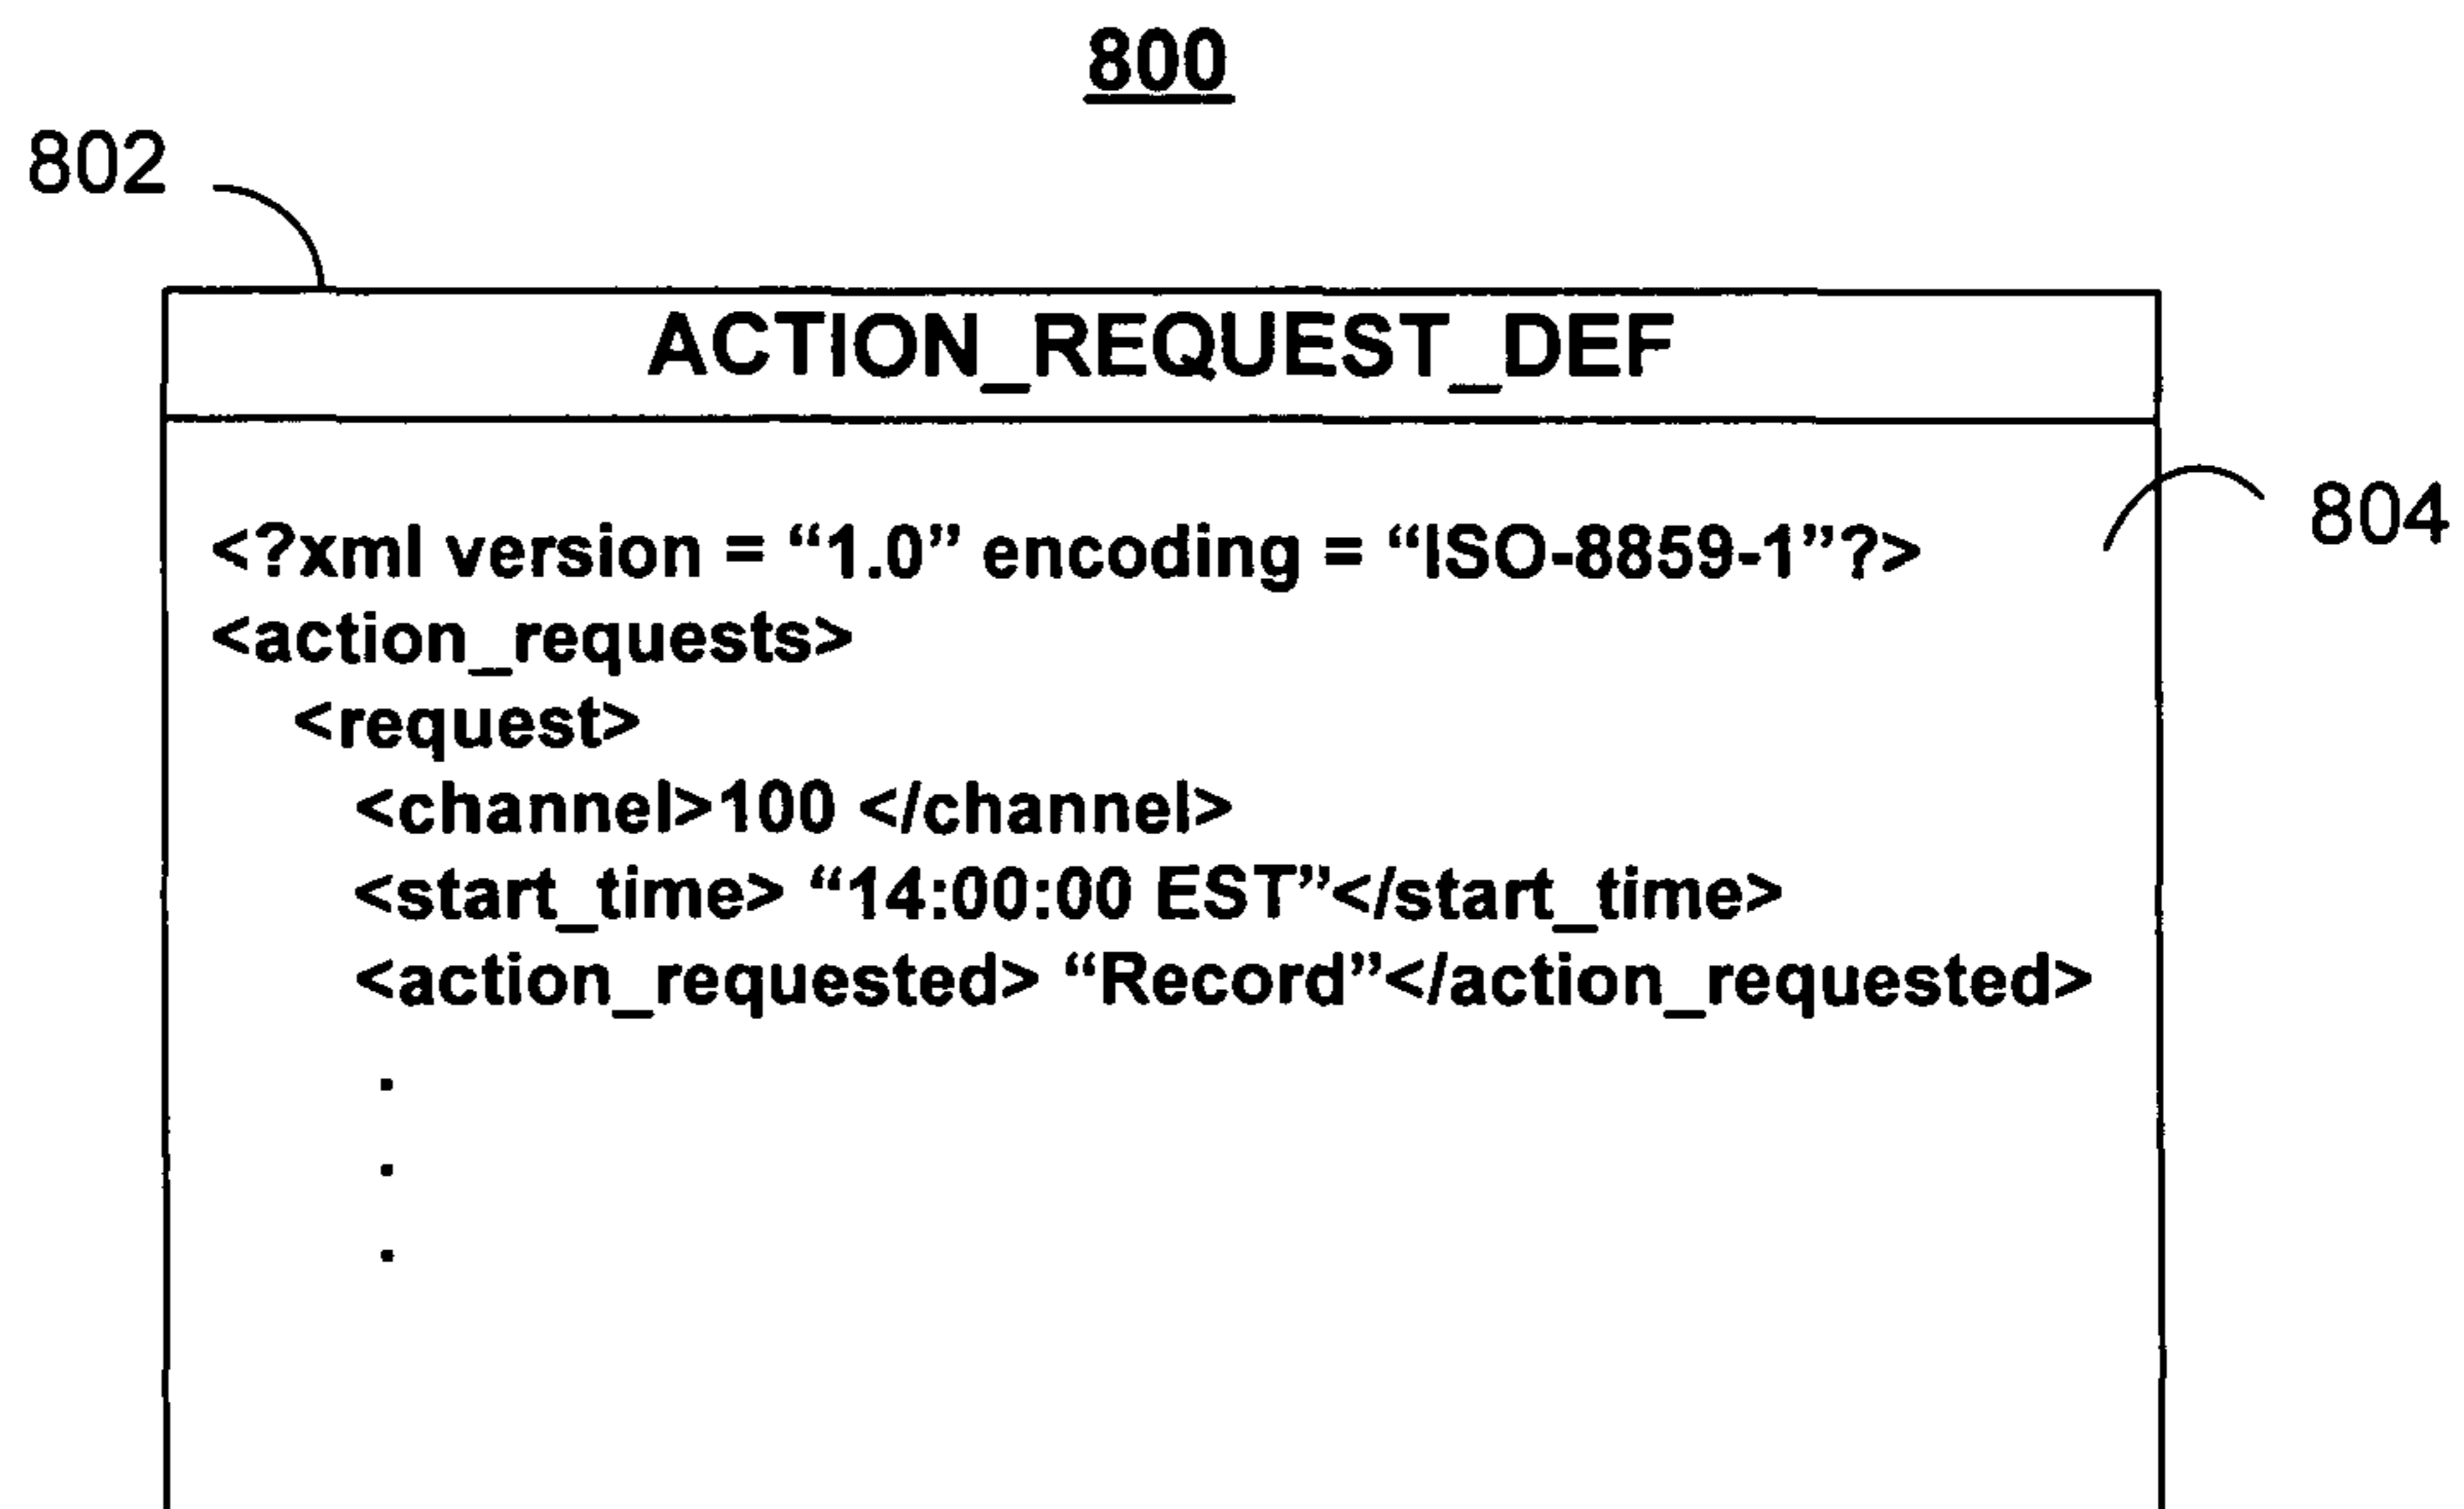 800
802
ACTION_REQUEST_DEF
804
<?xml version = “1.0” encoding = “ISO-8859-1”?>
<action_requests>
<request>
<channel>100 </channel>
<start_time> “14:00:00 EST”</start_time>
<action_requested> “Record”</action_requested>
.
.
.